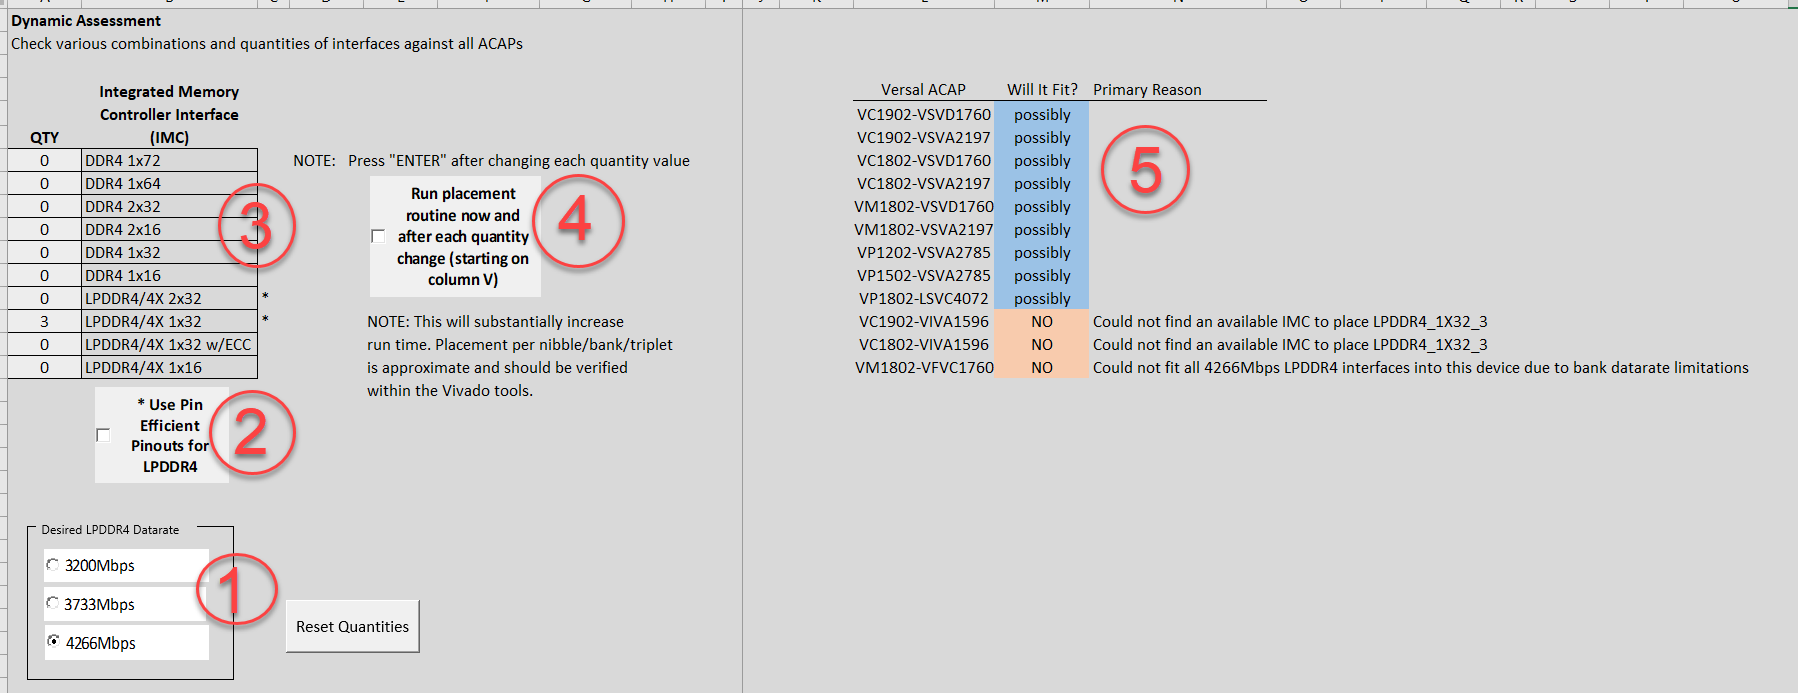 Dynamic Assessment
Check various combinations and quantities of interfaces against all ACAPs
Integrated Memory
Controller Interface
QTY (IMC)
0 DDR4 1x72
0 DDR4 1x64
0 DDR4 2x32
0 DDR4 2x16
0 DDR4 1x32
0 DDR4 1x16
0 LPDDR4/4X 2x32 *
3 LPDDR4/4X 1x32 *
0 LPDDR4/4X 1x32 w/ECC
0 LPDDR4/4X 1x16
3
NOTE: Press "ENTER" after changing each quantity value
Run placement
routine now and
after each quantity
change (starting on
column V)
4
NOTE: This will substantially increase
run time. Placement per nibble/bank/triplet
is approximate and should be verified
within the Vivado tools.
* Use Pin
Efficient
Pinouts for
LPDDR4
2
Desired LPDDR4 Datarate
3200Mbps
3733Mbps
4266Mbps
1
Reset Quantities
Versal ACAP Will It Fit? Primary Reason
VC1902-VSVD1760 possibly
VC1902-VSVA2197 possibly
VC1802-VSVD1760 possibly
VC1802-VSVA2197 possibly
VM1802-VSVD1760 possibly
VM1802-VSVA2197 possibly
VP1202-VSVA2785 possibly
VP1502-VSVA2785 possibly
VP1802-LSVC4072 possibly
VC1902-VIVA1596 NO Could not find an available IMC to place LPDDR4_1X32_3
VC1802-VIVA1596 NO Could not find an available IMC to place LPDDR4_1X32_3
VM1802-VFVC1760 NO Could not fit all 4266Mbps LPDDR4 interfaces into this device due to bank datarate limitations
5